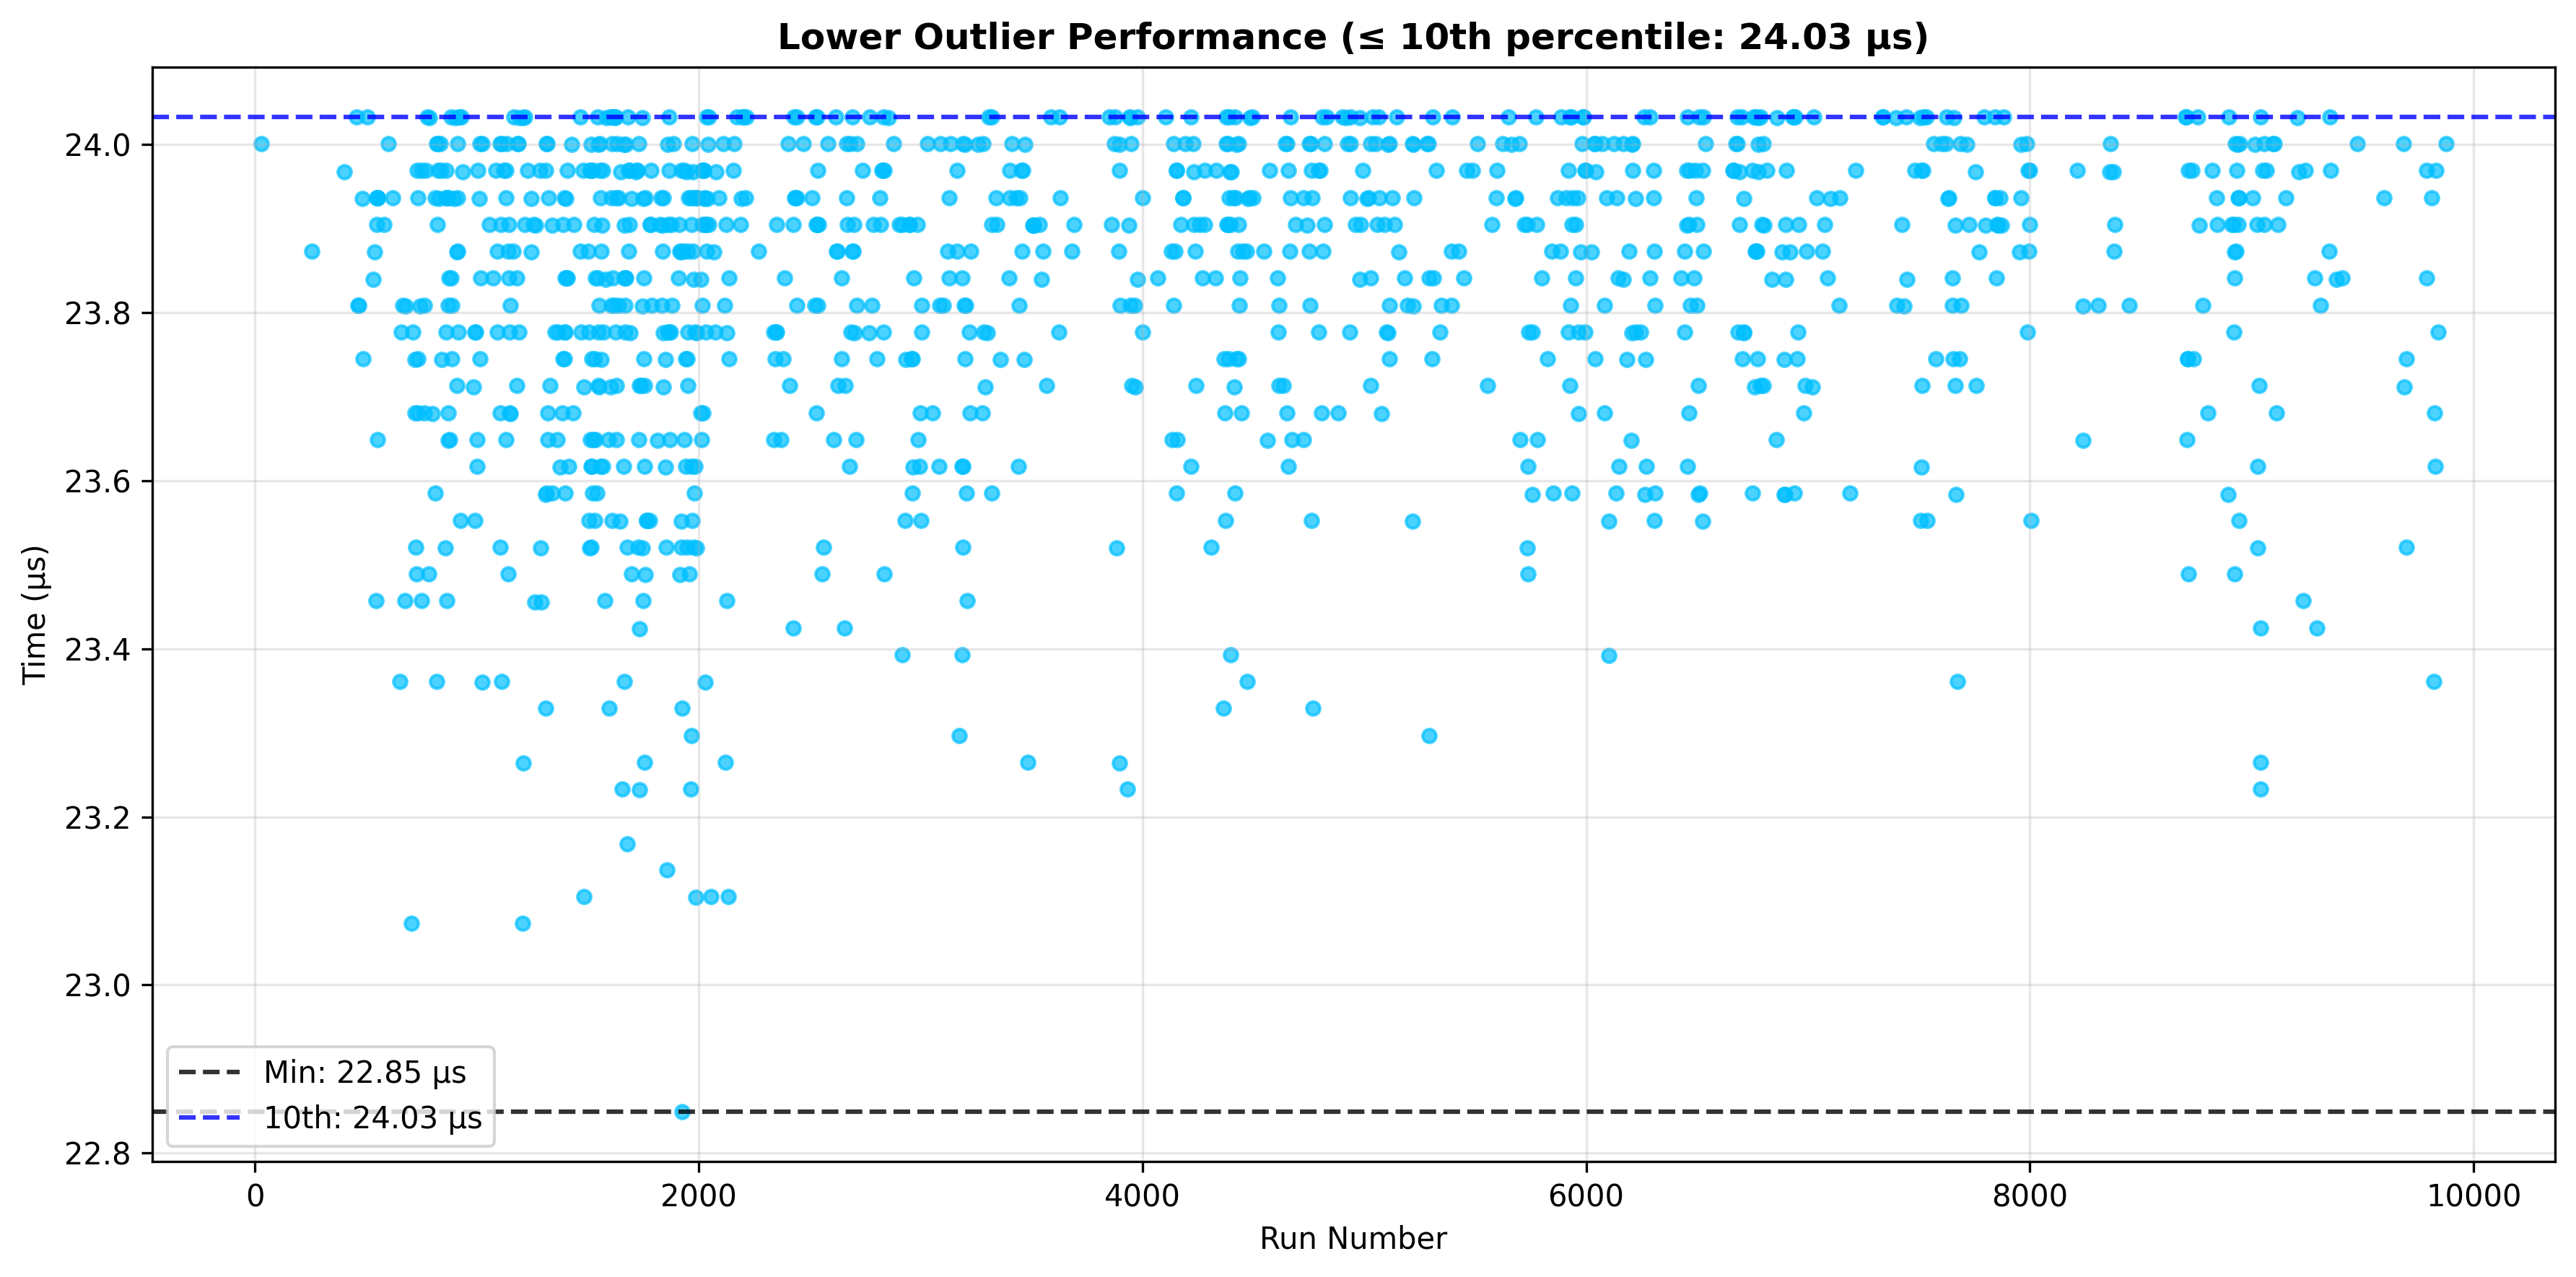 Lower Outlier Performance (≤ 10th percentile: 24.03 µs)
24.0
23.8
23.6
23.4
23.2
23.0
22.8
Time (µs)
Min: 22.85 µs
10th: 24.03 µs
0
2000
4000
6000
8000
10000
Run Number